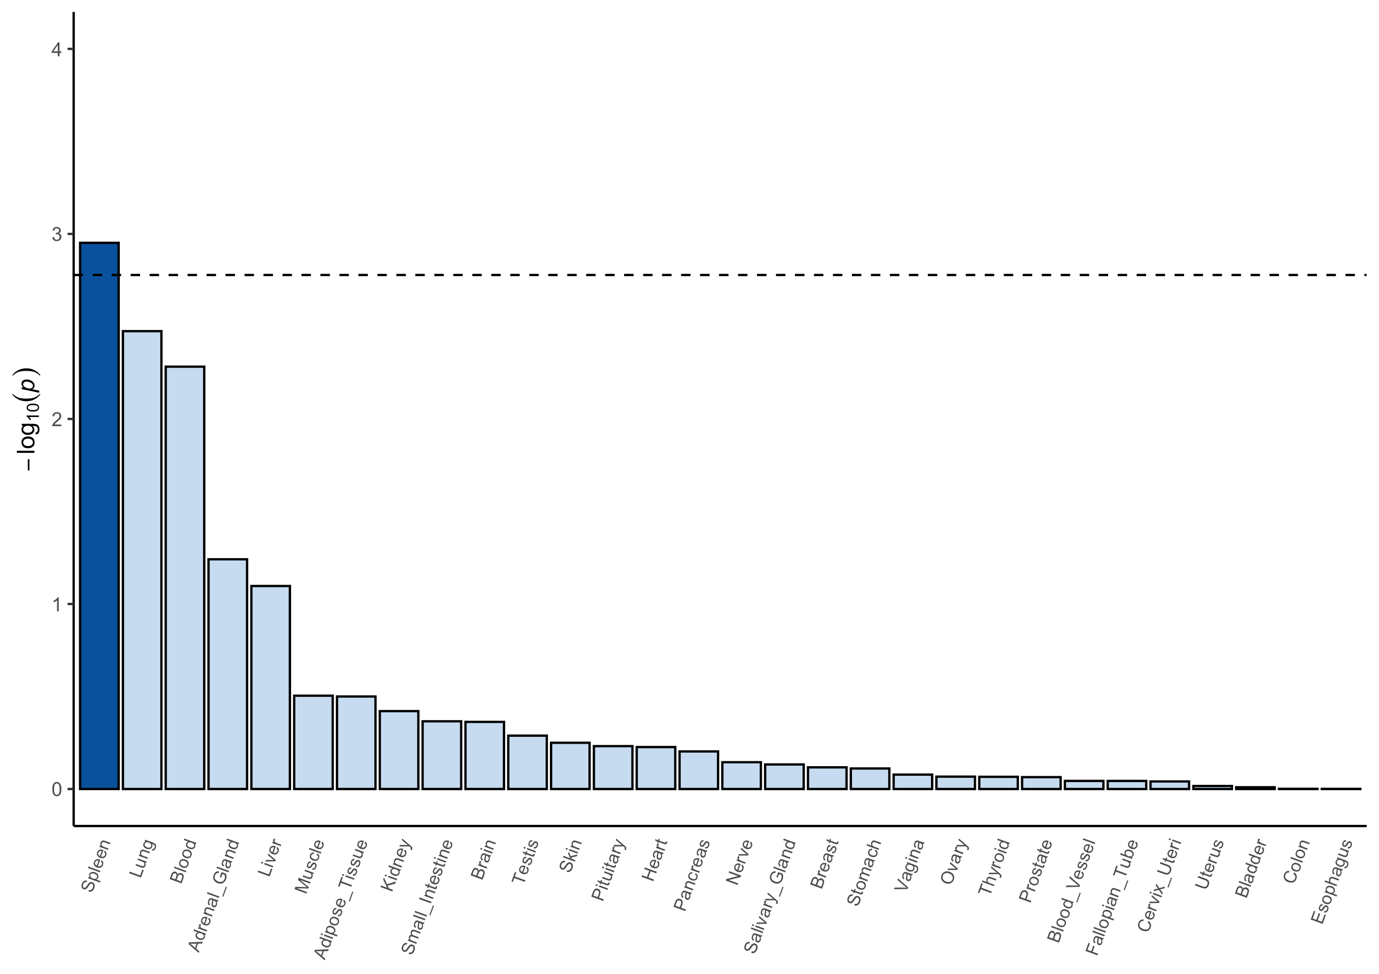 4
3
2
1
0
−log10(p)
Spleen
Lung
Blood
Adrenal_Gland
Liver
Muscle
Adipose_Tissue
Kidney
Small_Intestine
Brain
Testis
Skin
Pituitary
Heart
Pancreas
Nerve
Salivary_Gland
Breast
Stomach
Vagina
Ovary
Thyroid
Prostate
Blood_Vessel
Fallopian_Tube
Cervix_Uteri
Uterus
Bladder
Colon
Esophagus